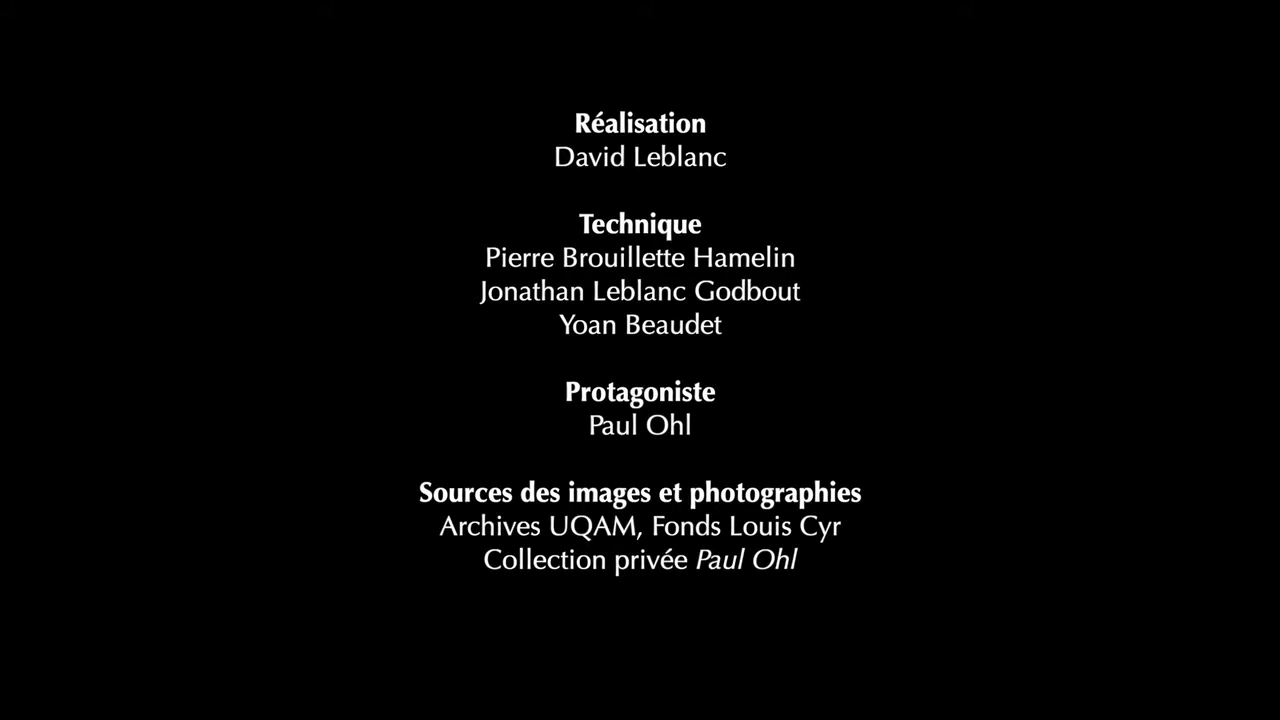 Réalisation
David Leblanc
Technique
Pierre Brouillette Hamelin
Jonathan Leblanc Godbout
Yoan Beaudet
Protagoniste
Paul Ohl
Sources des images et photographies
Archives UQAM, Fonds Louis Cyr
Collection privée Paul Ohl